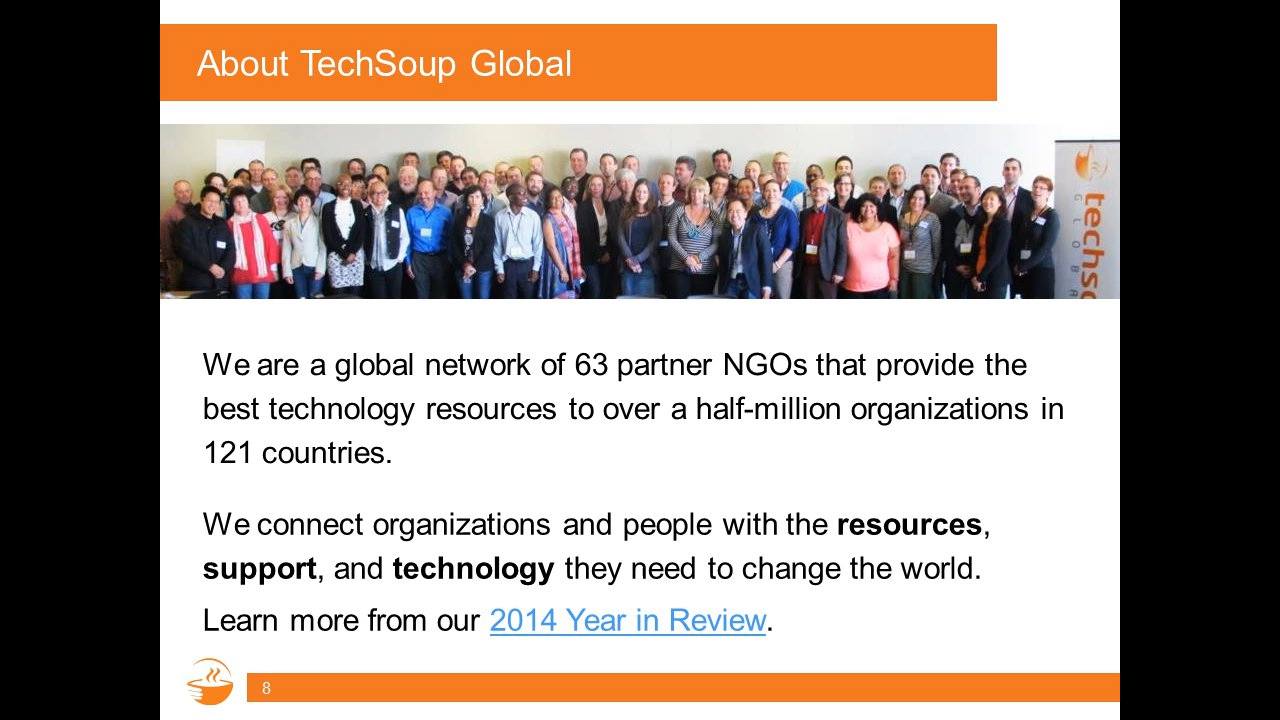 About TechSoup Global
techso
GLOBA
We are a global network of 63 partner NGOs that provide the
best technology resources to over a half-million organizations in
121 countries.
We connect organizations and people with the resources,
support, and technology they need to change the world.
Learn more from our 2014 Year in Review.
8